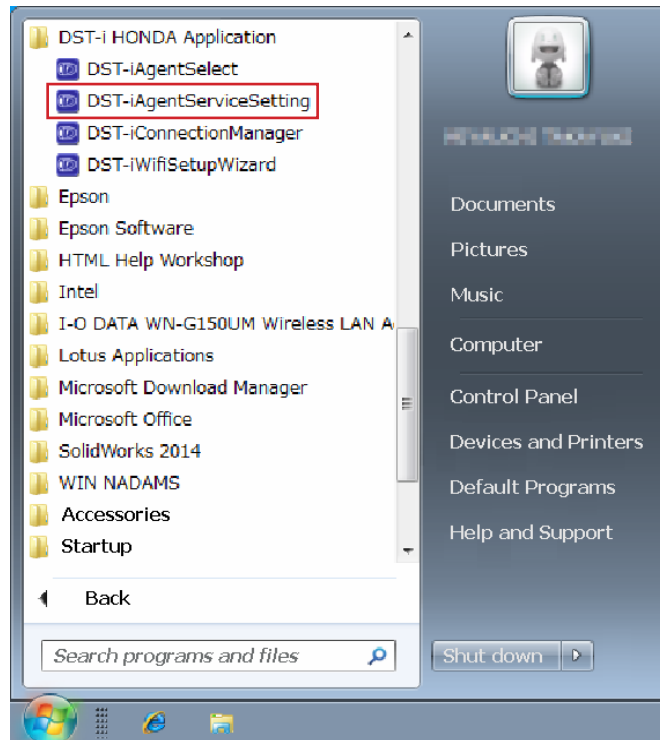 DST-i HONDA Application
DST-iAgentSelect
DST-iAgentServiceSetting
DST-iConnectionManager
DST-iWifiSetupWizard
Epson
Epson Software
HTML Help Workshop
Intel
I-O DATA WN-G150UM Wireless LAN A
Lotus Applications
Microsoft Download Manager
Microsoft Office
SolidWorks 2014
WIN NADAMS
Accessories
Startup
Back
Search programs and files
Documents
Pictures
Music
Computer
Control Panel
Devices and Printers
Default Programs
Help and Support
Shut down